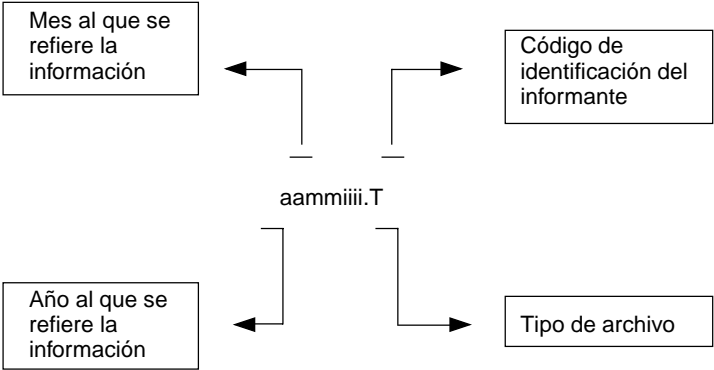 Mes al que se
refiere la
información
Código de
identificación del
informante
aammiiii.T
Año al que se
refiere la
información
Tipo de archivo